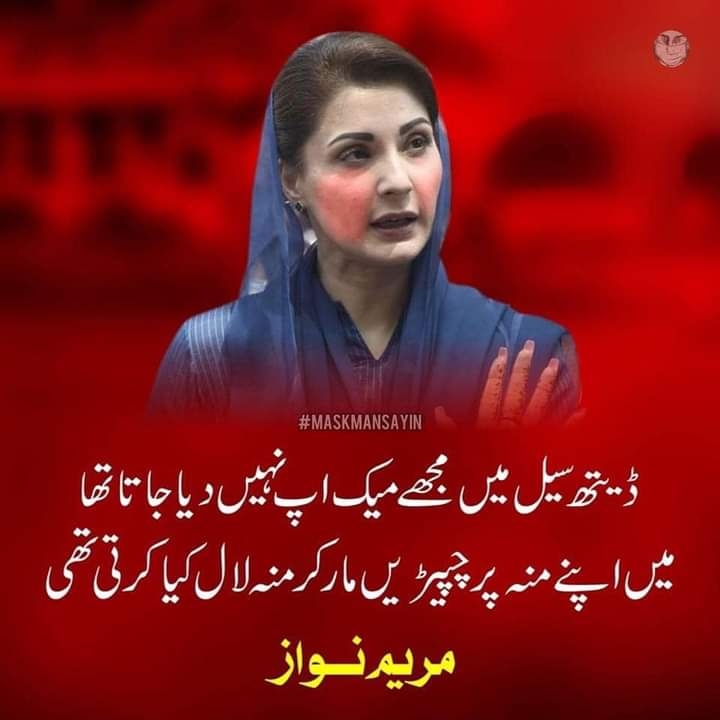 #MASKMANSAYIN
ڈیتھ سیل میں مجھے میک اپ نہیں دیا جاتا تھا
میں اپنے منہ پر چپیڑیں مار کر منہ لال کیا کرتی تھی
مریم نواز